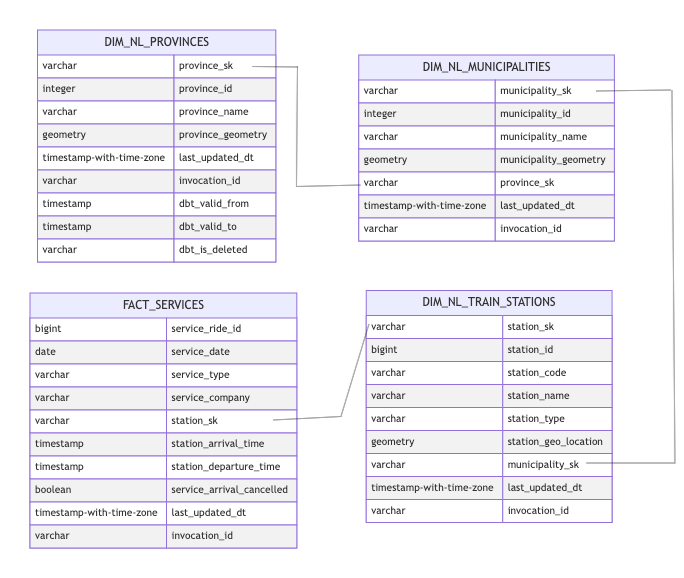 DIM_NL_PROVINCES
varchar province_sk
integer province_id
varchar province_name
geometry province_geometry
timestamp-with-time-zone last_updated_dt
varchar invocation_id
timestamp dbt_valid_from
timestamp dbt_valid_to
varchar dbt_is_deleted
DIM_NL_MUNICIPALITIES
varchar municipality_sk
integer municipality_id
varchar municipality_name
geometry municipality_geometry
varchar province_sk
timestamp-with-time-zone last_updated_dt
varchar invocation_id
FACT_SERVICES
bigint service_ride_id
date service_date
varchar service_type
varchar service_company
varchar station_sk
timestamp station_arrival_time
timestamp station_departure_time
boolean service_arrival_cancelled
timestamp-with-time-zone last_updated_dt
varchar invocation_id
DIM_NL_TRAIN_STATIONS
varchar station_sk
bigint station_id
varchar station_code
varchar station_name
varchar station_type
geometry station_geo_location
varchar municipality_sk
timestamp-with-time-zone last_updated_dt
varchar invocation_id